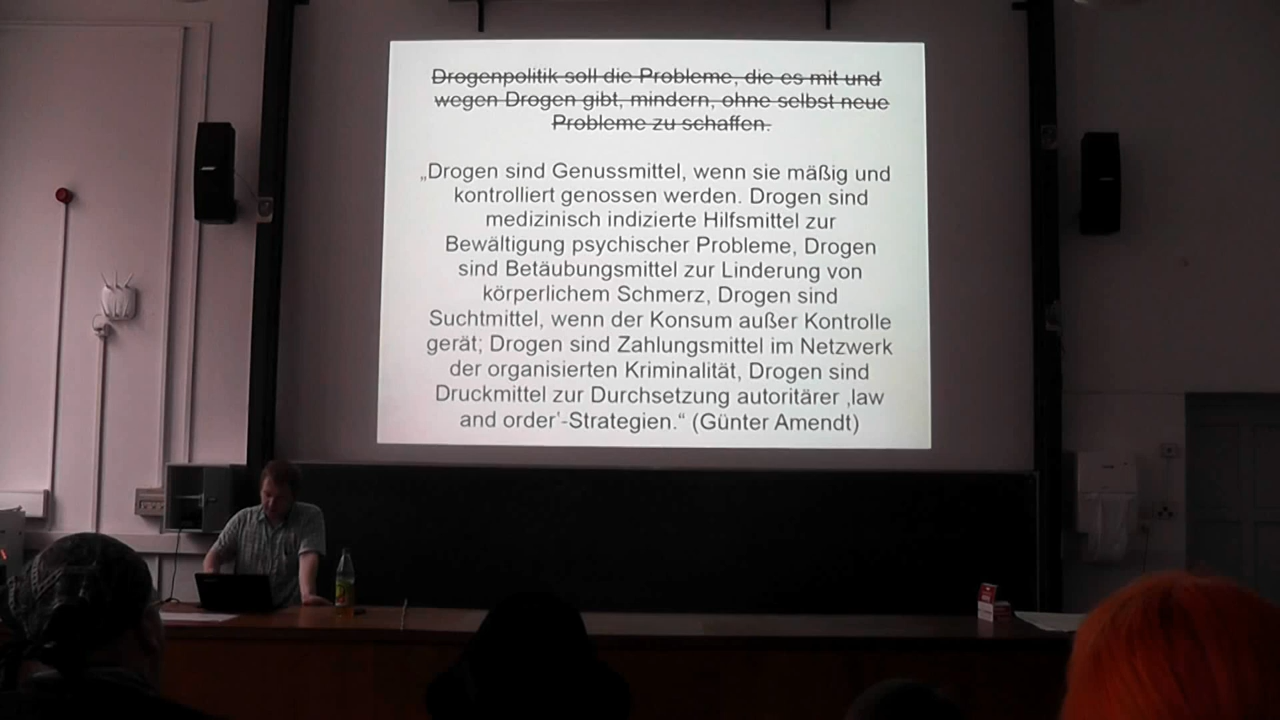 Drogenpolitik soll die Probleme, die es mit und
wegen Drogen gibt, mindern, ohne selbst neue
Probleme zu schaffen.
„Drogen sind Genussmittel, wenn sie mäßig und
kontrolliert genossen werden. Drogen sind
medizinisch indizierte Hilfsmittel zur
Bewältigung psychischer Probleme, Drogen
sind Betäubungsmittel zur Linderung von
körperlichem Schmerz, Drogen sind
Suchtmittel, wenn der Konsum außer Kontrolle
gerät; Drogen sind Zahlungsmittel im Netzwerk
der organisierten Kriminalität, Drogen sind
Druckmittel zur Durchsetzung autoritärer ‚law
and order‘-Strategien.“ (Günter Amendt)